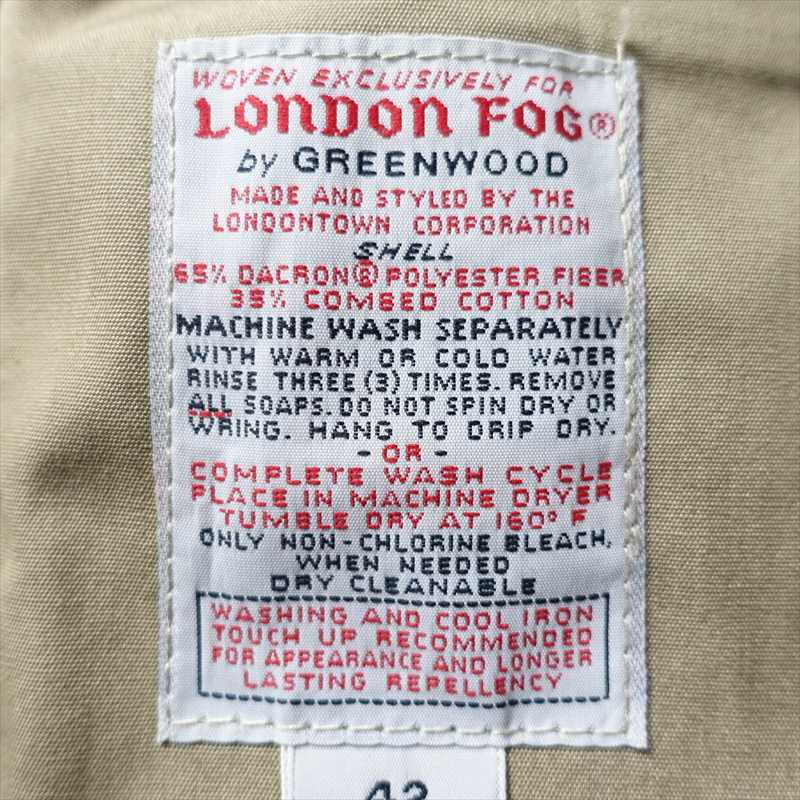 WOVEN EXCLUSIVELY FOR
LONDON FOG®
by GREENWOOD
MADE AND STYLED BY THE
LONDONTOWN CORPORATION
SHELL
65% DACRON® POLYESTER FIBER
35% COMBED COTTON
MACHINE WASH SEPARATELY
WITH WARM OR COLD WATER
RINSE THREE (3) TIMES. REMOVE
ALL SOAPS. DO NOT SPIN DRY OR
WRING. HANG TO DRIP DRY.
- OR -
COMPLETE WASH CYCLE
PLACE IN MACHINE DRYER
TUMBLE DRY AT 160° F
ONLY NON-CHLORINE BLEACH,
WHEN NEEDED
DRY CLEANABLE
WASHING AND COOL IRON
TOUCH UP RECOMMENDED
FOR APPEARANCE AND LONGER
LASTING REPELLENCY